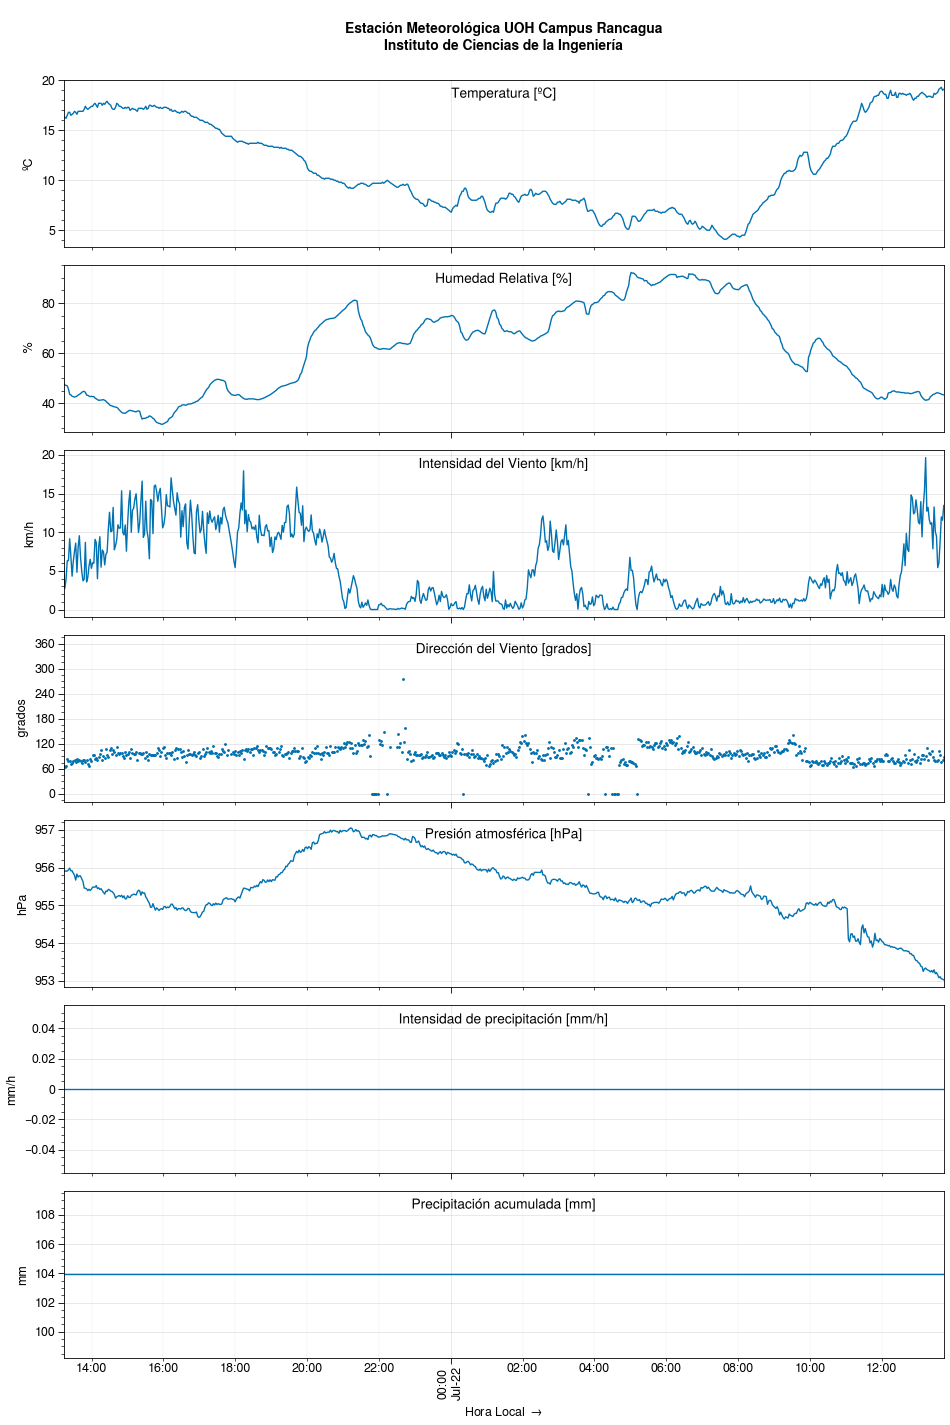 Estación Meteorológica UOH Campus Rancagua
Instituto de Ciencias de la Ingeniería
Temperatura [ºC]
ºC
20
15
10
5
Humedad Relativa [%]
%
80
60
40
Intensidad del Viento [km/h]
km/h
20
15
10
5
0
Dirección del Viento [grados]
grados
360
300
240
180
120
60
0
Presión atmosférica [hPa]
hPa
957
956
955
954
953
Intensidad de precipitación [mm/h]
mm/h
0.04
0.02
0
−0.02
−0.04
Precipitación acumulada [mm]
mm
108
106
104
102
100
14:00 16:00 18:00 20:00 22:00 00:00 02:00 04:00 06:00 08:00 10:00 12:00
Jul-22
Hora Local →